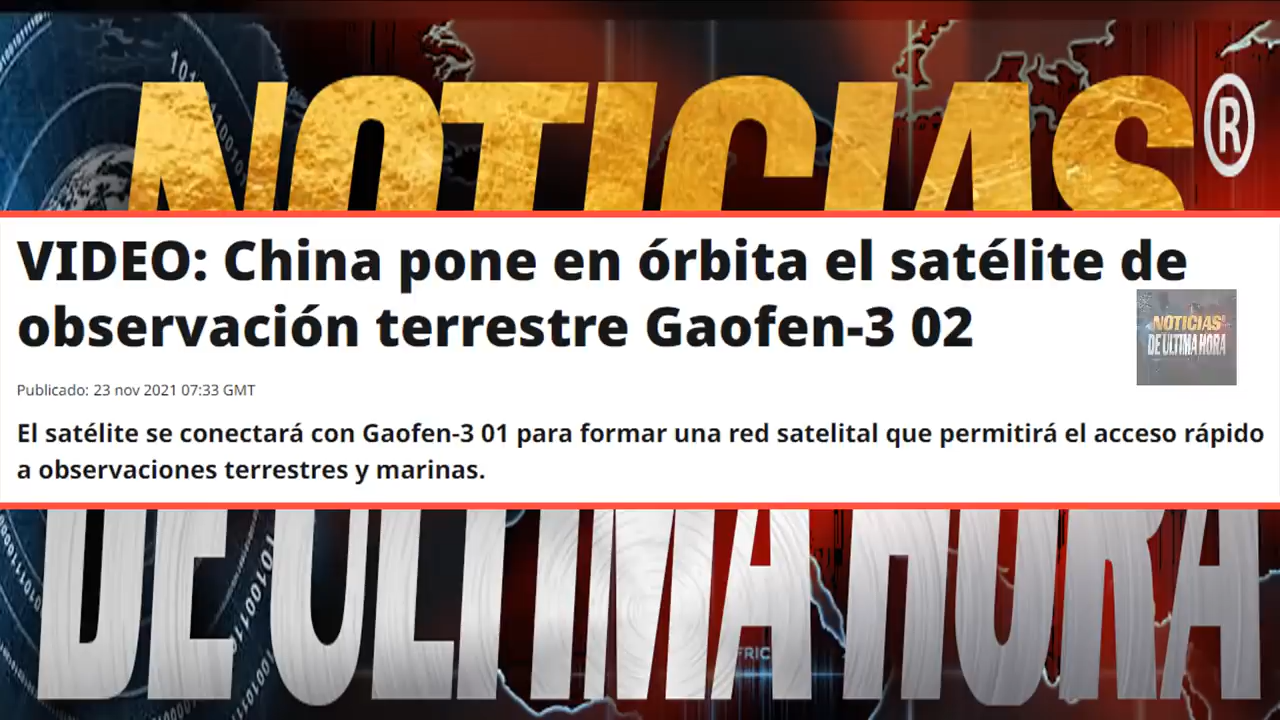 NOTICIAS®
VIDEO: China pone en órbita el satélite de
observación terrestre Gaofen-3 02
NOTICIAS
DE ULTIMA HORA
Publicado: 23 nov 2021 07:33 GMT
El satélite se conectará con Gaofen-3 01 para formar una red satelital que permitirá el acceso rápido
a observaciones terrestres y marinas.
DE ULTIMA HORA